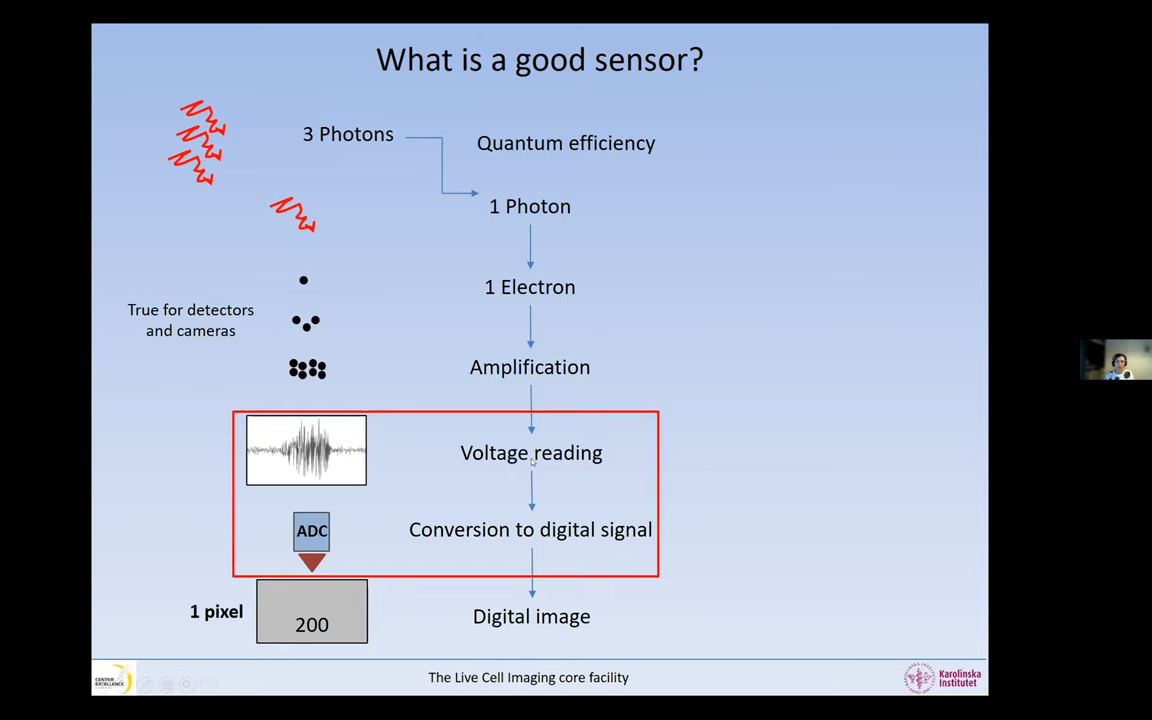 What is a good sensor?
3 Photons
Quantum efficiency
1 Photon
1 Electron
True for detectors
and cameras
Amplification
Voltage reading
ADC
Conversion to digital signal
1 pixel
200
Digital image
CENTER
EXCELLENCE
The Live Cell Imaging core facility
Karolinska
Institutet